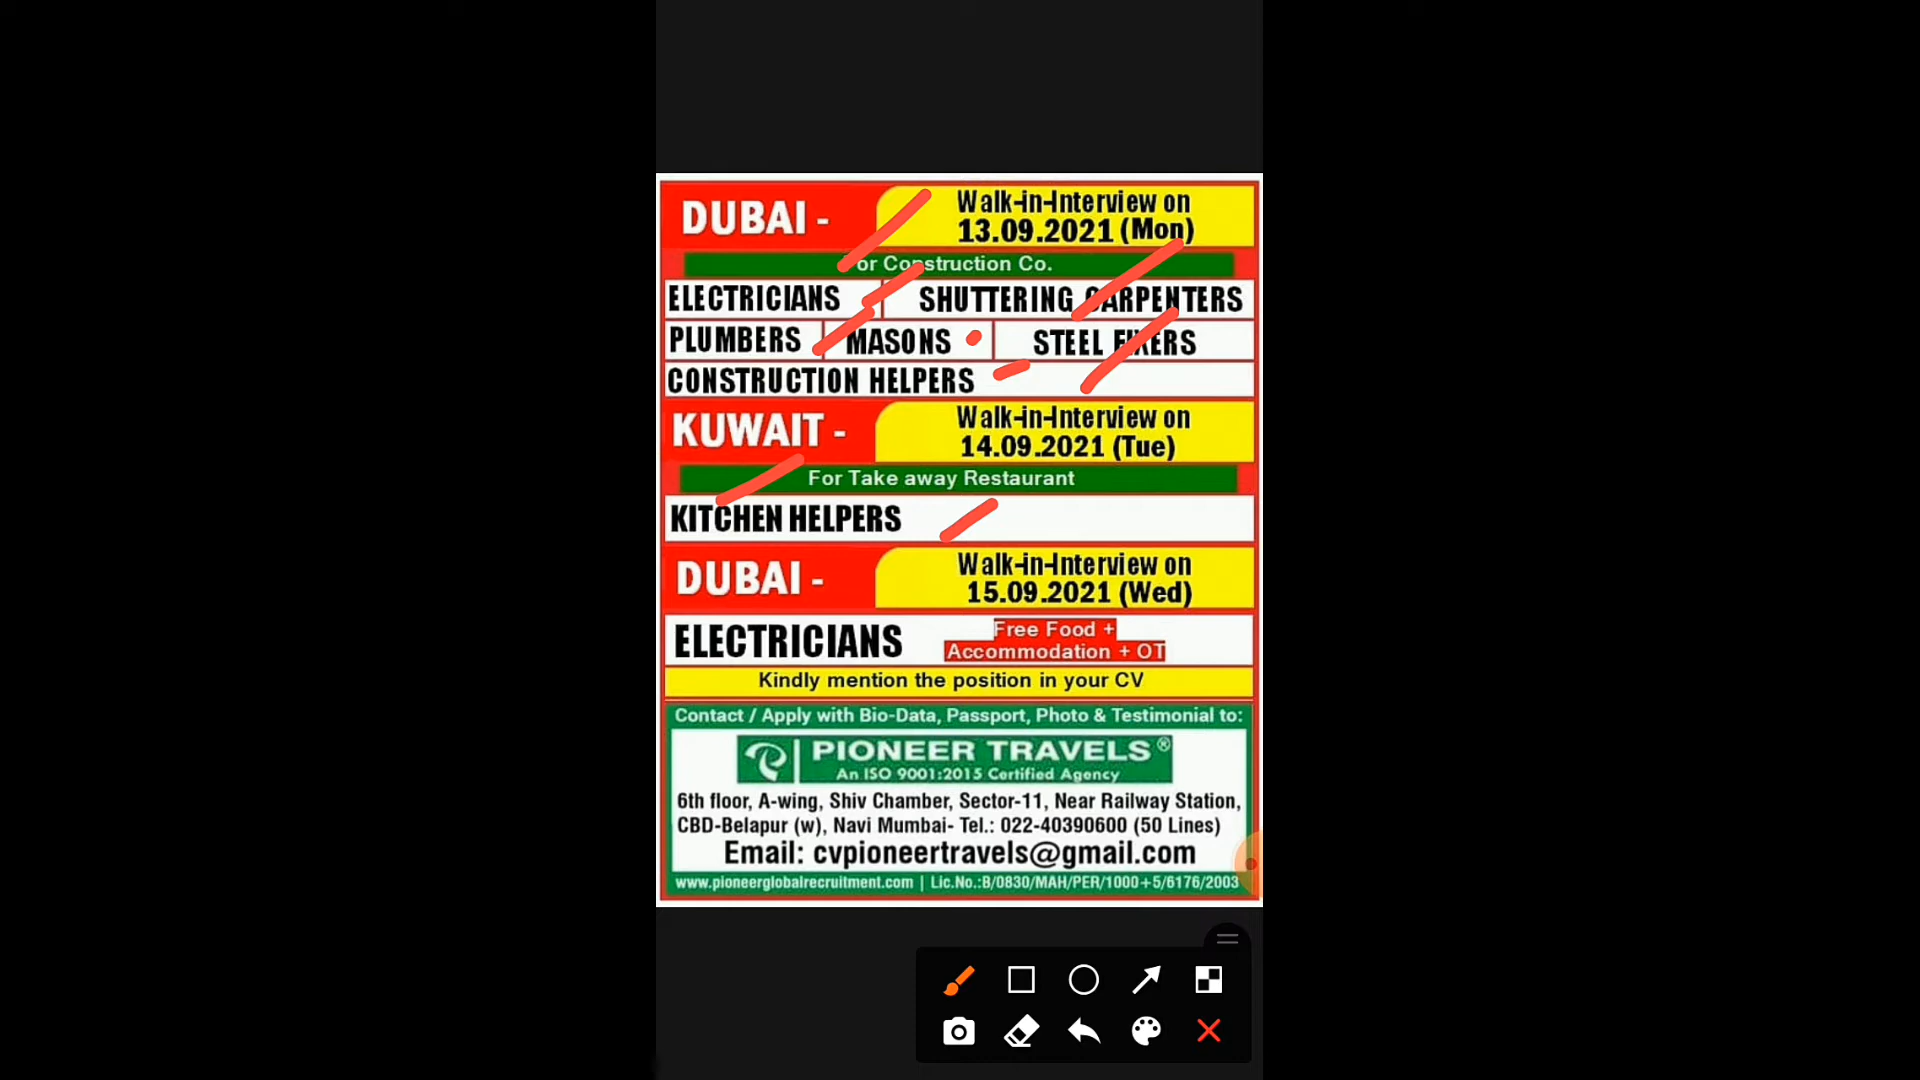 DUBAI -
Walk-in-Interview on
13.09.2021 (Mon)
For Construction Co.
ELECTRICIANS SHUTTERING CARPENTERS
PLUMBERS MASONS STEEL FIXERS
CONSTRUCTION HELPERS
KUWAIT -
Walk-in-Interview on
14.09.2021 (Tue)
For Take away Restaurant
KITCHEN HELPERS
DUBAI -
Walk-in-Interview on
15.09.2021 (Wed)
ELECTRICIANS
Free Food +
Accommodation + OT
Kindly mention the position in your CV
Contact / Apply with Bio-Data, Passport, Photo & Testimonial to:
PIONEER TRAVELS®
An ISO 9001:2015 Certified Agency
6th floor, A-wing, Shiv Chamber, Sector-11, Near Railway Station,
CBD-Belapur (w), Navi Mumbai- Tel.: 022-40390600 (50 Lines)
Email: cvpioneertravels@gmail.com
www.pioneerglobalrecruitment.com | Lic.No.:B/0830/MAH/PER/1000+5/6176/2003